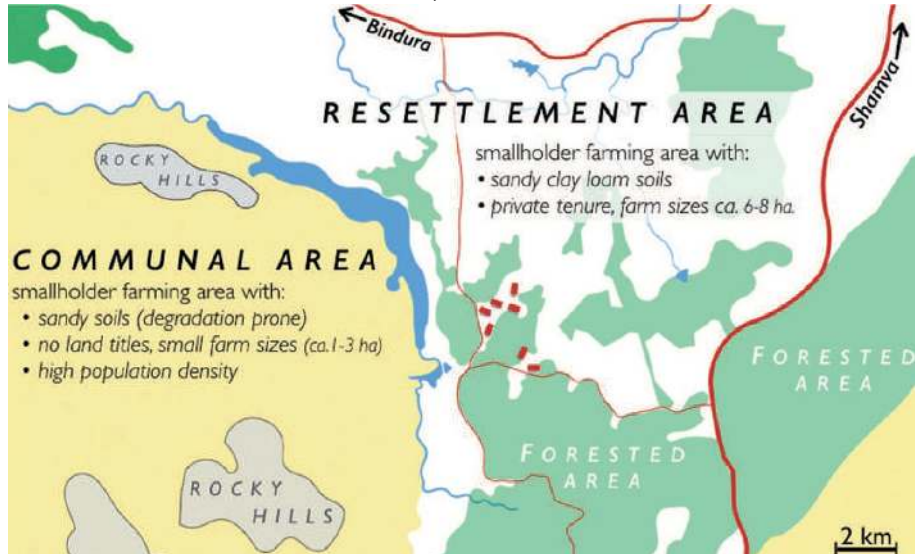 Bindura
Shamva
RESETTLEMENT AREA
smallholder farming area with:
• sandy clay loam soils
• private tenure, farm sizes ca. 6-8 ha.
ROCKY
HILLS
COMMUNAL AREA
smallholder farming area with:
• sandy soils (degradation prone)
• no land titles, small farm sizes (ca.1-3 ha)
• high population density
FORESTED
AREA
FORESTED
AREA
ROCKY
HILLS
2 km